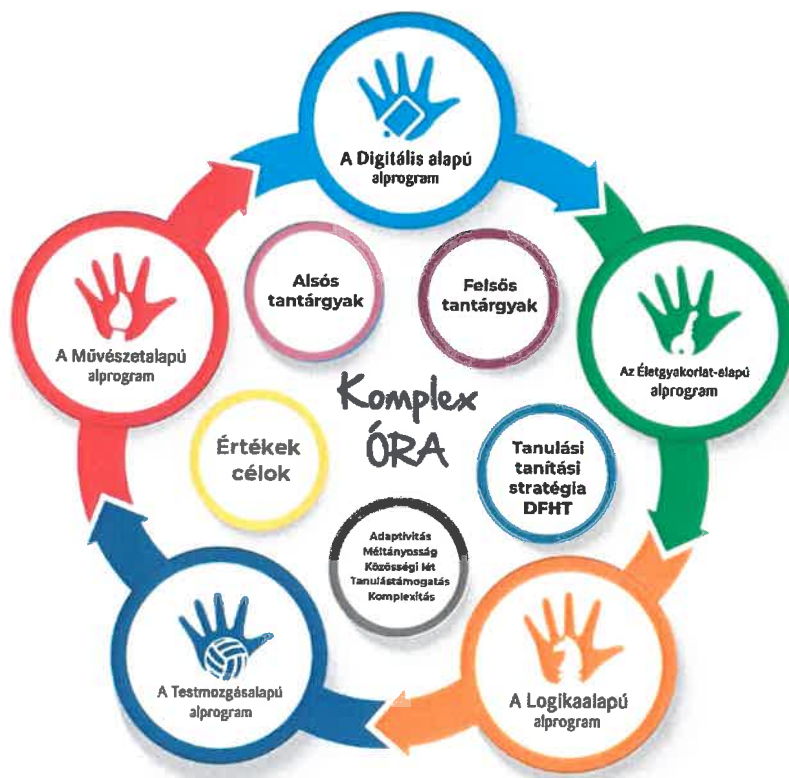 A Digitális alapú
alprogram
Alsós
tantárgyak
Felsős
tantárgyak
A Művészetalapú
alprogram
Az Életgyakorlat-alapú
alprogram
Komplex
ÓRA
Értékek
célok
Tanulási
tanítási
stratégia
DFHT
Adaptivitás
Méltányosság
Közösségi lét
Tanulástámogatás
Komplexitás
A Testmozgásalapú
alprogram
A Logikaalapú
alprogram